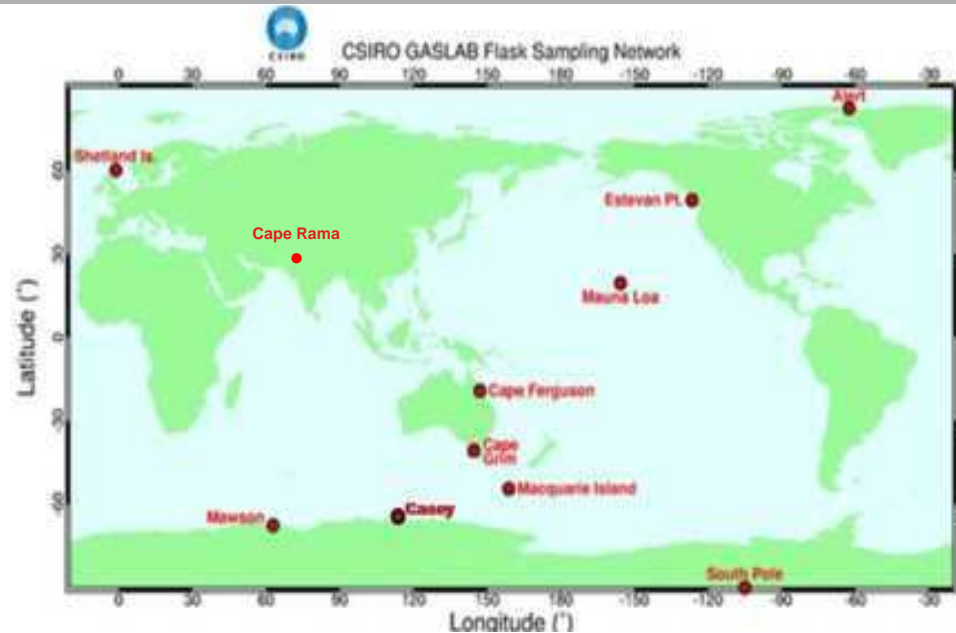 CSIRO
CSIRO GASLAB Flask Sampling Network
0 30 60 90 120 150 180 -150 -120 -90 -60 -30
Alert
Shetland Is.
60
Estevan Pt.
Cape Rama
30
Mauna Loa
Latitude (°)
0
Cape Ferguson
-30
Cape
Grim
Macquarie Island
-60
Casey
Mawson
South Pole
0 30 60 90 120 150 180 -150 -120 -90 -60 -30
Longitude (°)